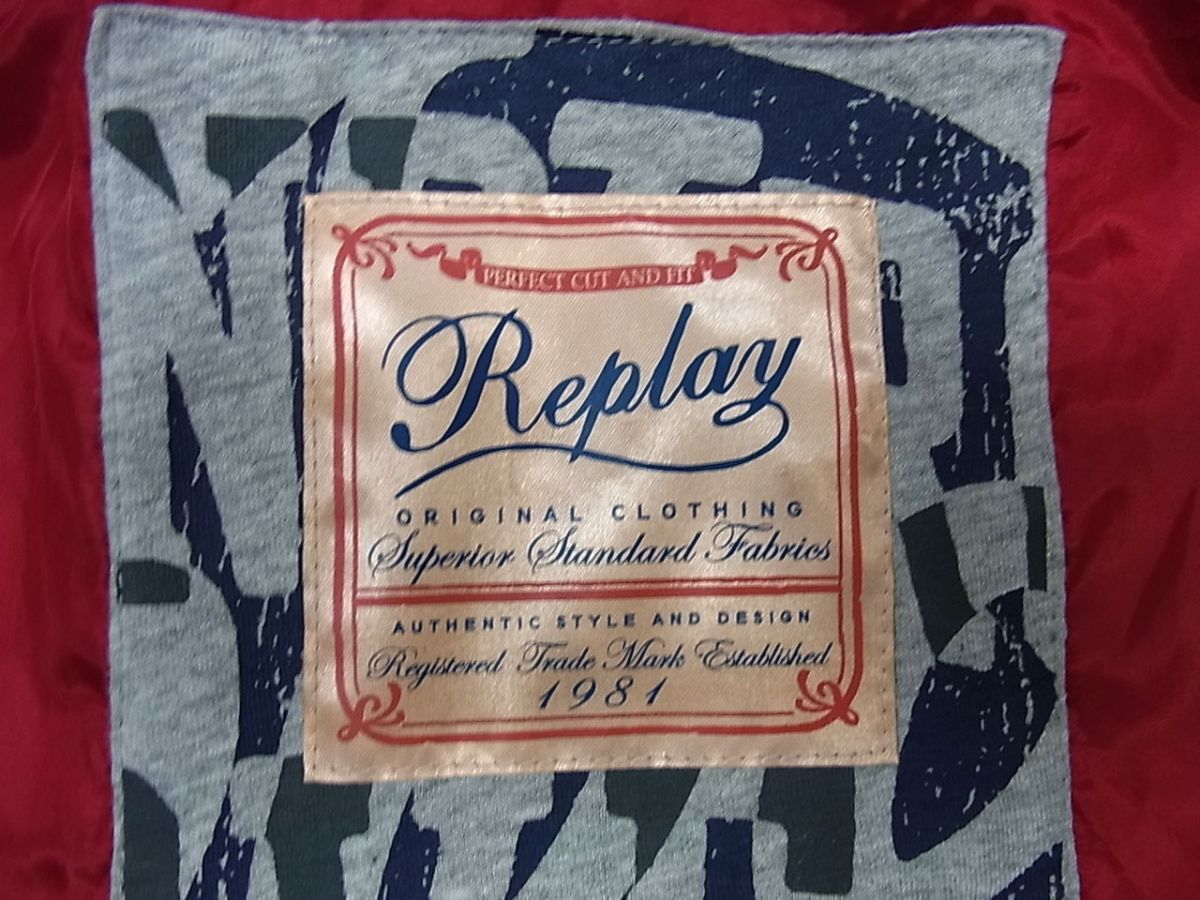 PERFECT CUT AND FIT
Replay
ORIGINAL CLOTHING
Superior Standard Fabrics
AUTHENTIC STYLE AND DESIGN
Registered Trade Mark Established
1981